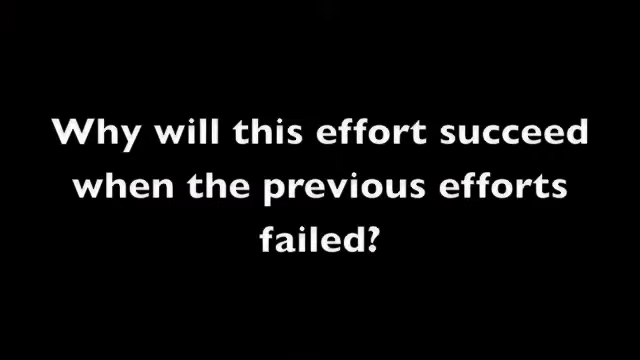 Why will this effort succeed
when the previous efforts
failed?